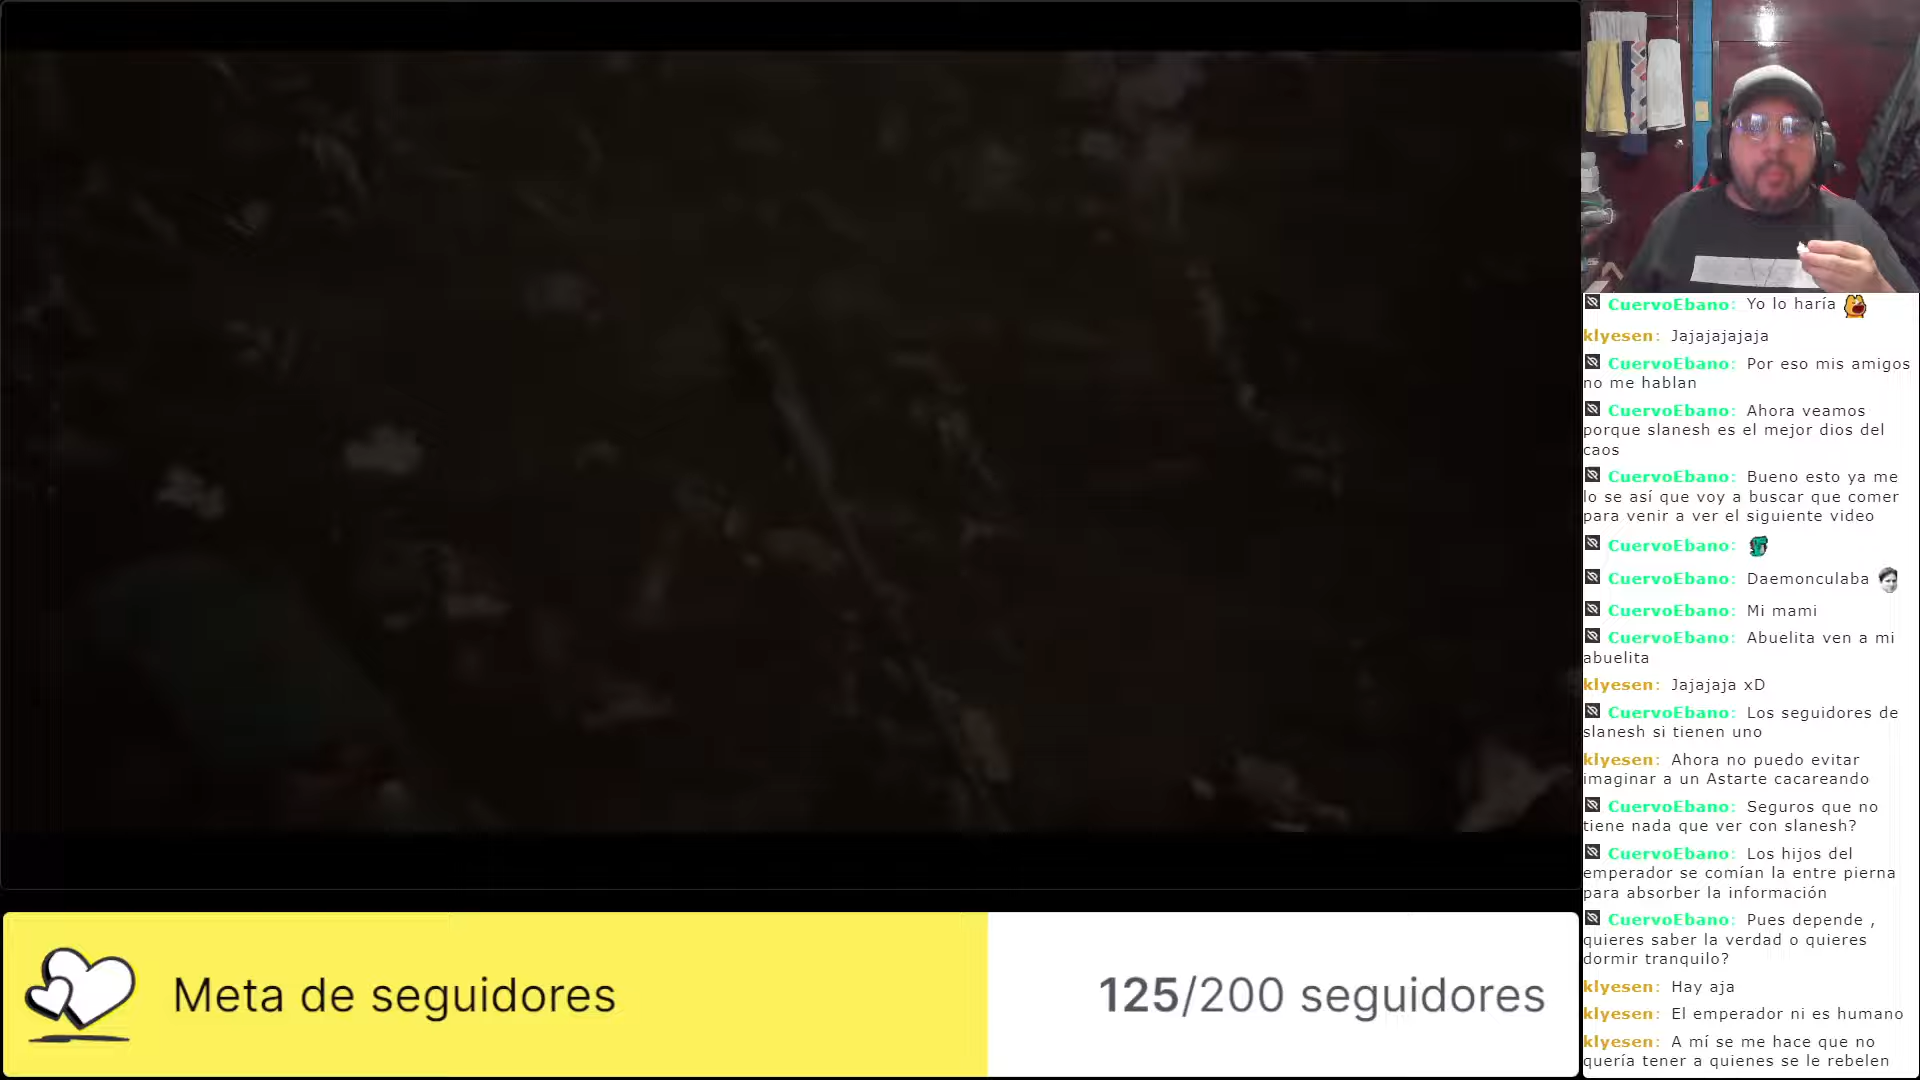 CuervoEbano: Yo lo haría
klyesen: Jajajajajaja
CuervoEbano: Por eso mis amigos
no me hablan
CuervoEbano: Ahora veamos
porque slanesh es el mejor dios del
caos
CuervoEbano: Bueno esto ya me
lo se así que voy a buscar que comer
para venir a ver el siguiente video
CuervoEbano:
CuervoEbano: Daemonculaba
CuervoEbano: Mi mami
CuervoEbano: Abuelita ven a mi
abuelita
klyesen: Jajajaja xD
CuervoEbano: Los seguidores de
slanesh si tienen uno
klyesen: Ahora no puedo evitar
imaginar a un Astarte cacareando
CuervoEbano: Seguros que no
tiene nada que ver con slanesh?
CuervoEbano: Los hijos del
emperador se comían la entre pierna
para absorber la información
CuervoEbano: Pues depende ,
quieres saber la verdad o quieres
dormir tranquilo?
klyesen: Hay aja
klyesen: El emperador ni es humano
klyesen: A mí se me hace que no
quería tener a quienes se le rebelen
Meta de seguidores
125/200 seguidores